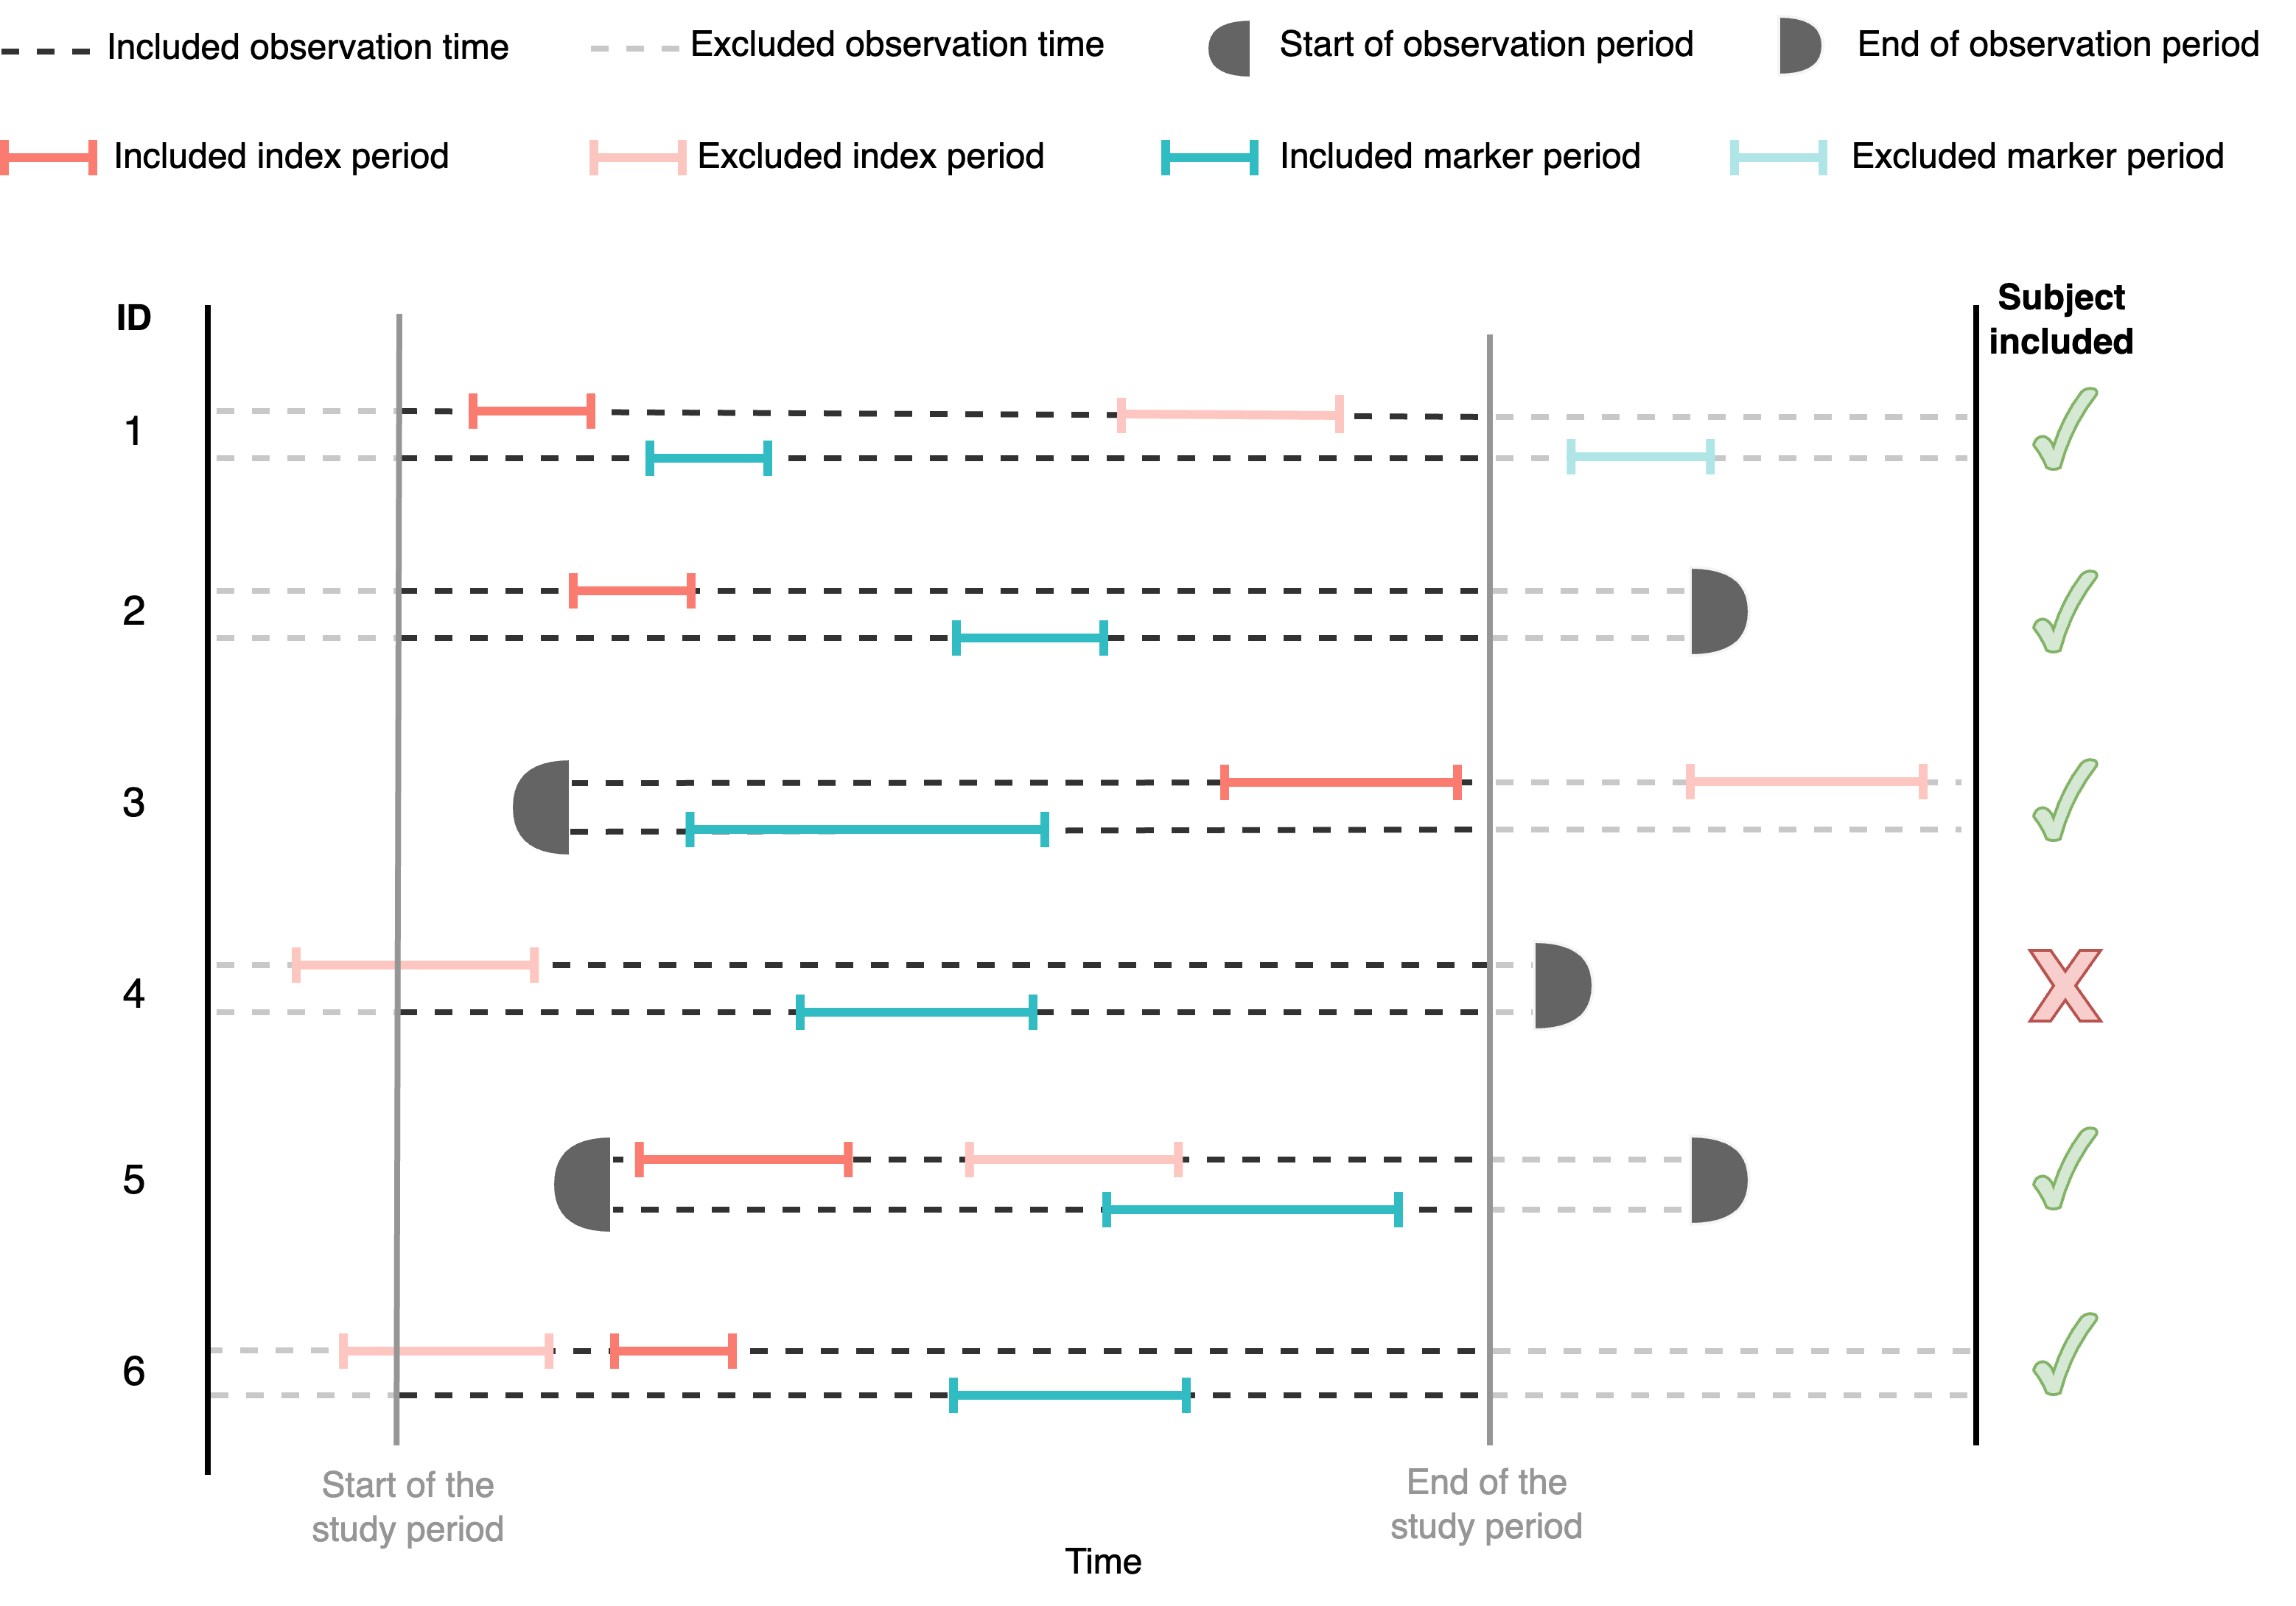 Included observation time
Excluded observation time
Start of observation period
End of observation period
Included index period
Excluded index period
Included marker period
Excluded marker period
ID
Subject
included
1
2
3
4
5
6
Start of the
study period
End of the
study period
Time